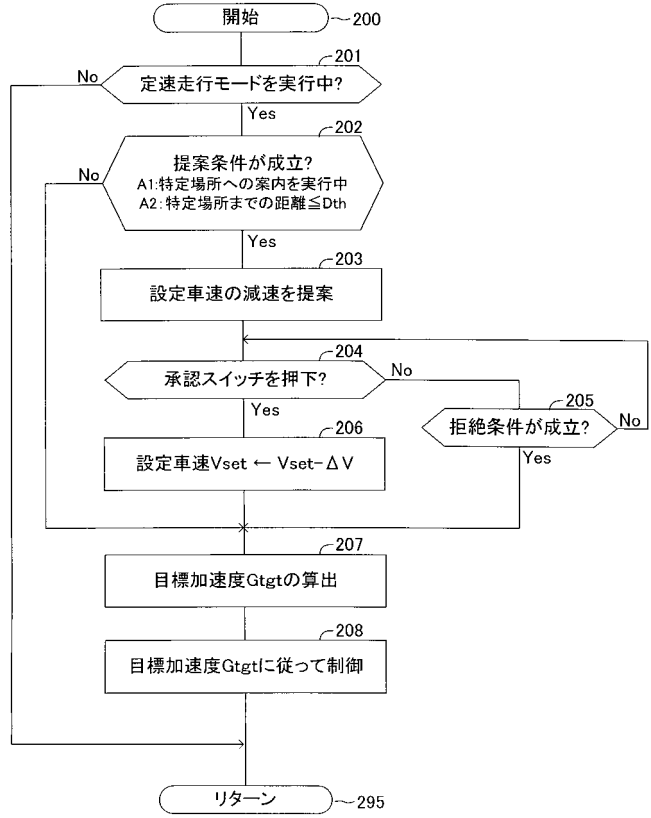 開始
200
201
No
定速走行モードを実行中?
Yes
202
No
提案条件が成立?
A1:特定場所への案内を実行中
A2:特定場所までの距離≦Dth
Yes
203
設定車速の減速を提案
204
承認スイッチを押下?
No
Yes
205
拒絶条件が成立?
No
Yes
206
設定車速Vset ← Vset-ΔV
207
目標加速度Gtgtの算出
208
目標加速度Gtgtに従って制御
リターン
295